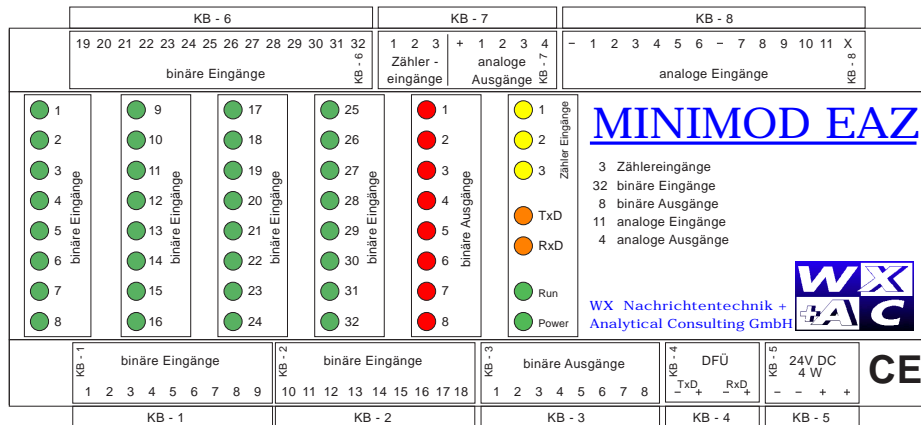 KB - 6 KB - 7 KB - 8
19 20 21 22 23 24 25 26 27 28 29 30 31 32
binäre Eingänge
KB - 6
1 2 3 + 1 2 3 4
Zähler - eingänge
analoge Ausgänge
KB - 7
− 1 2 3 4 5 6 − 7 8 9 10 11 X
analoge Eingänge
KB - 8
1 9 17 25 1 1
2 10 18 26 2 2
3 11 19 27 3 3
4 12 20 28 4
5 13 21 29 5
6 14 22 30 6
7 15 23 31 7
8 16 24 32 8
binäre Eingänge
binäre Eingänge
binäre Eingänge
binäre Eingänge
binäre Ausgänge
Zähler Eingänge
TxD
RxD
Run
Power
MINIMOD EAZ
3 Zählereingänge
32 binäre Eingänge
8 binäre Ausgänge
11 analoge Eingänge
4 analoge Ausgänge
WX Nachrichtentechnik +
Analytical Consulting GmbH
WX
+AC
KB - 1
binäre Eingänge
1 2 3 4 5 6 7 8 9
KB - 2
binäre Eingänge
10 11 12 13 14 15 16 17 18
KB - 3
binäre Ausgänge
1 2 3 4 5 6 7 8
KB - 4
DFÜ
TxD RxD
− + − +
KB - 5
24V DC
4 W
− − + +
CE
KB - 1 KB - 2 KB - 3 KB - 4 KB - 5